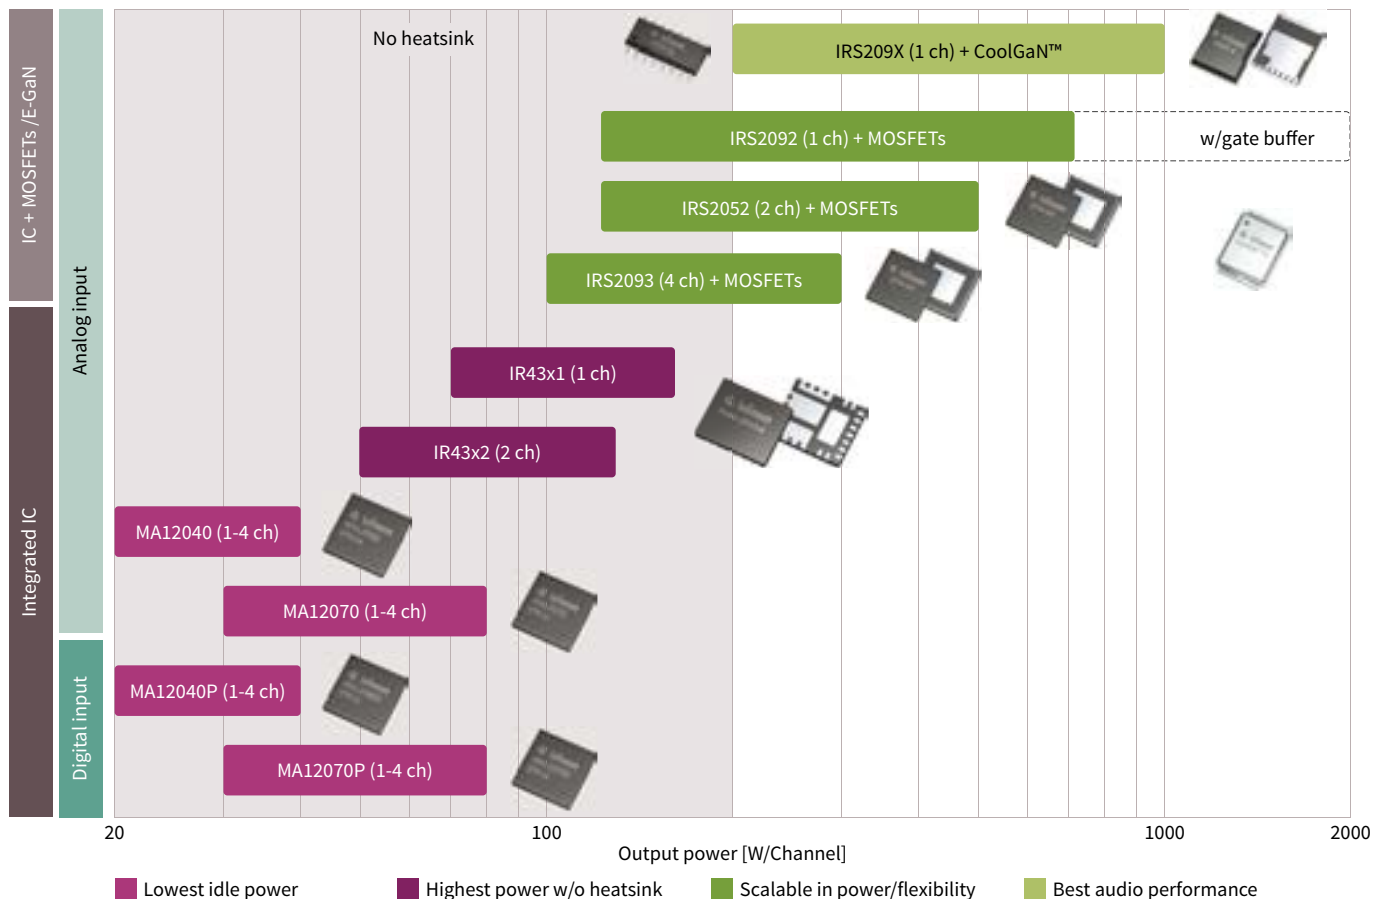 No heatsink
IRS209X (1 ch) + CoolGaN™
IRS2092 (1 ch) + MOSFETs
w/gate buffer
IRS2052 (2 ch) + MOSFETs
IRS2093 (4 ch) + MOSFETs
IR43x1 (1 ch)
IR43x2 (2 ch)
MA12040 (1-4 ch)
MA12070 (1-4 ch)
MA12040P (1-4 ch)
MA12070P (1-4 ch)
IC + MOSFETs /E-GaN
Integrated IC
Analog input
Digital input
20
100
1000
2000
Output power [W/Channel]
Lowest idle power
Highest power w/o heatsink
Scalable in power/flexibility
Best audio performance